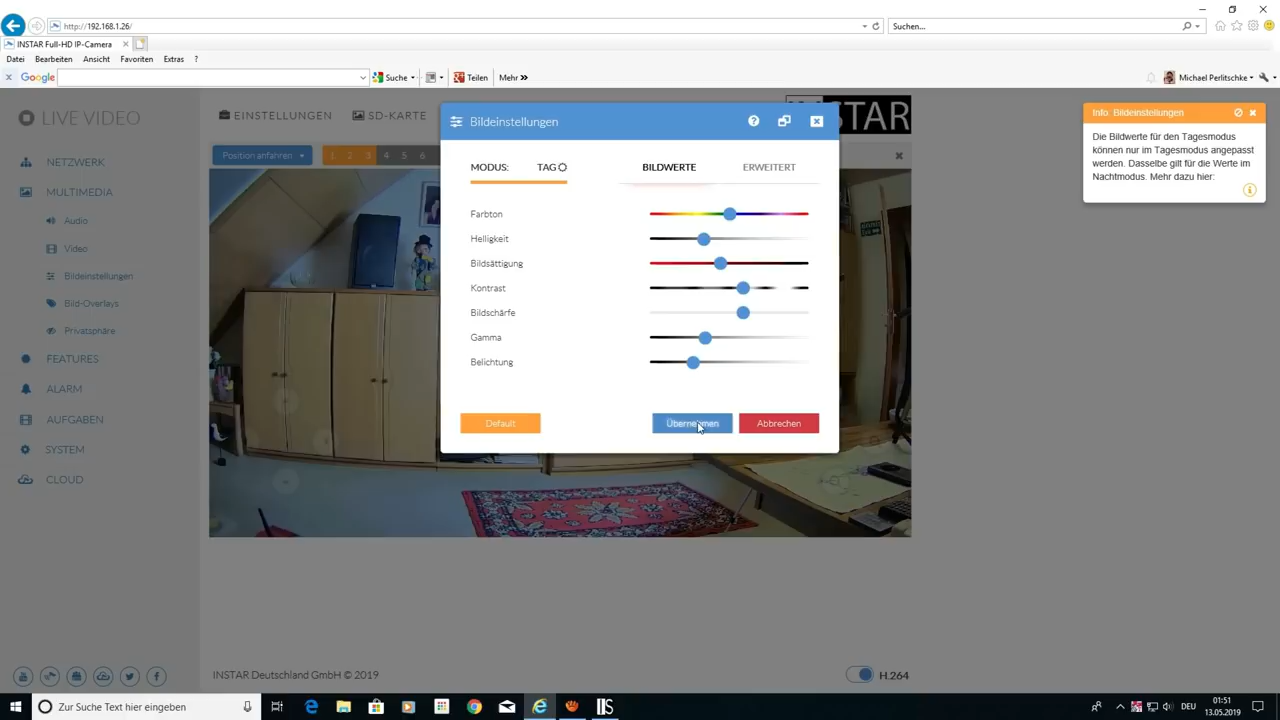 http://192.168.1.26/
Suchen...
INSTAR Full-HD IP-Camera
Datei Bearbeiten Ansicht Favoriten Extras ?
Google Suche Teilen Mehr »
Michael Perlitschke
LIVE VIDEO
EINSTELLUNGEN
SD-KARTE
STAR
Position anfahren
1 2 3 4 5 6
NETZWERK
MULTIMEDIA
Audio
Video
Bildeinstellungen
Bild-Overlays
Privatsphäre
FEATURES
ALARM
AUFGABEN
SYSTEM
CLOUD
Bildeinstellungen
MODUS: TAG
BILDWERTE ERWEITERT
Farbton
Helligkeit
Bildsättigung
Kontrast
Bildschärfe
Gamma
Belichtung
Default Übernehmen Abbrechen
Info. Bildeinstellungen
Die Bildwerte für den Tagesmodus
können nur im Tagesmodus angepasst
werden. Dasselbe gilt für die Werte im
Nachtmodus. Mehr dazu hier:
INSTAR Deutschland GmbH © 2019
H.264
Zur Suche Text hier eingeben
DEU
01:51
13.05.2019